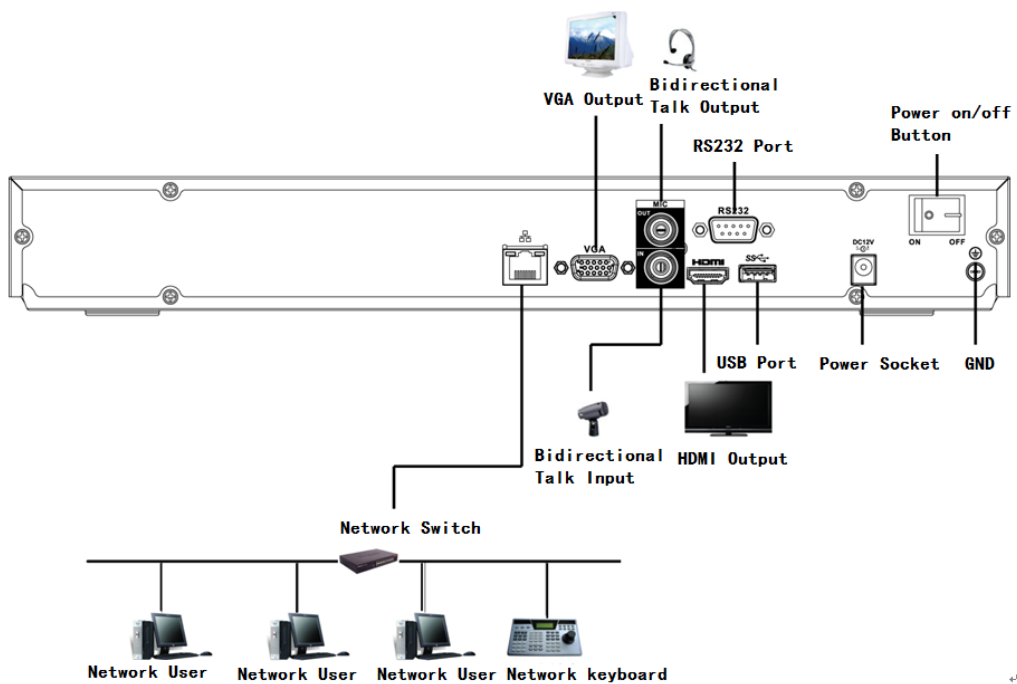 VGA Output
Bidirectional
Talk Output
RS232 Port
Power on/off
Button
MIC
OUT
RS232
VGA
IN
HDMI
SS
DC12V
ON OFF
USB Port
Power Socket
GND
Bidirectional
Talk Input
HDMI Output
Network Switch
Network User
Network User
Network User
Network keyboard